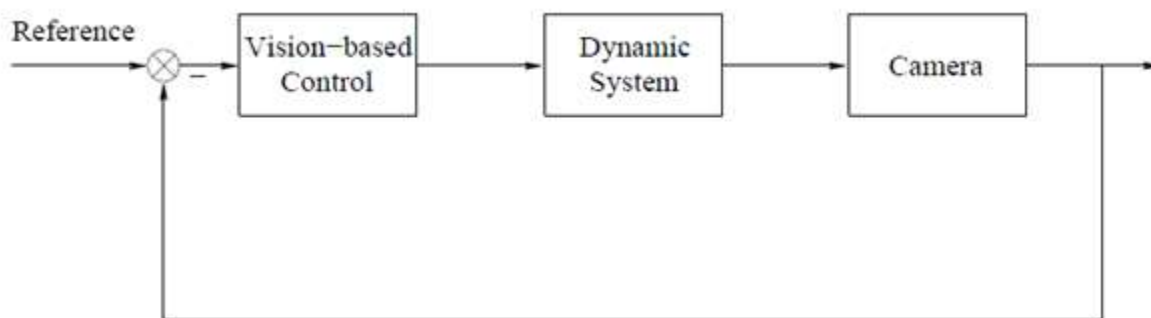 Reference
Vision-based
Control
Dynamic
System
Camera
−